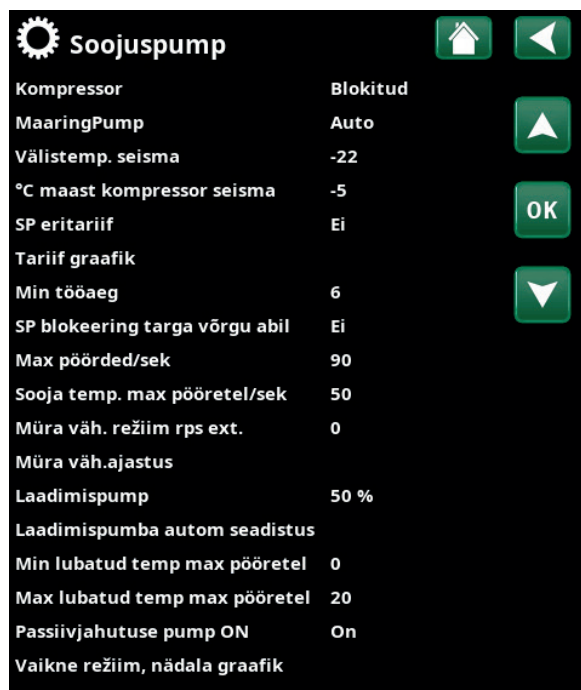 Soojuspump
Kompressor Blokitud
MaaringPump Auto
Välistemp. seisma -22
°C maast kompressor seisma -5
SP eritariif Ei
OK
Tariif graafik
Min tööaeg 6
SP blokeering targa võrgu abil Ei
Max pöörded/sek 90
Sooja temp. max pööretel/sek 50
Müra väh. režiim rps ext. 0
Müra väh.ajastus
Laadimispump 50 %
Laadimispumba autom seadistus
Min lubatud temp max pööretel 0
Max lubatud temp max pööretel 20
Passiivjahutuse pump ON On
Vaikne režiim, nädala graafik